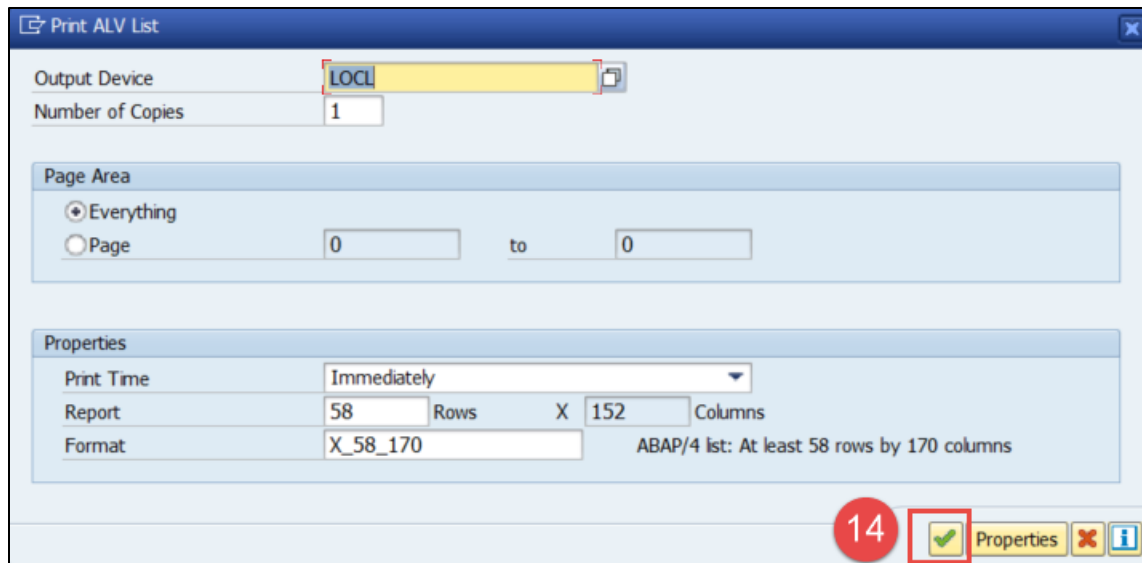 Print ALV List
Output Device LOCL
Number of Copies 1
Page Area
Everything
Page 0 to 0
Properties
Print Time Immediately
Report 58 Rows X 152 Columns
Format X_58_170 ABAP/4 list: At least 58 rows by 170 columns
14 Properties